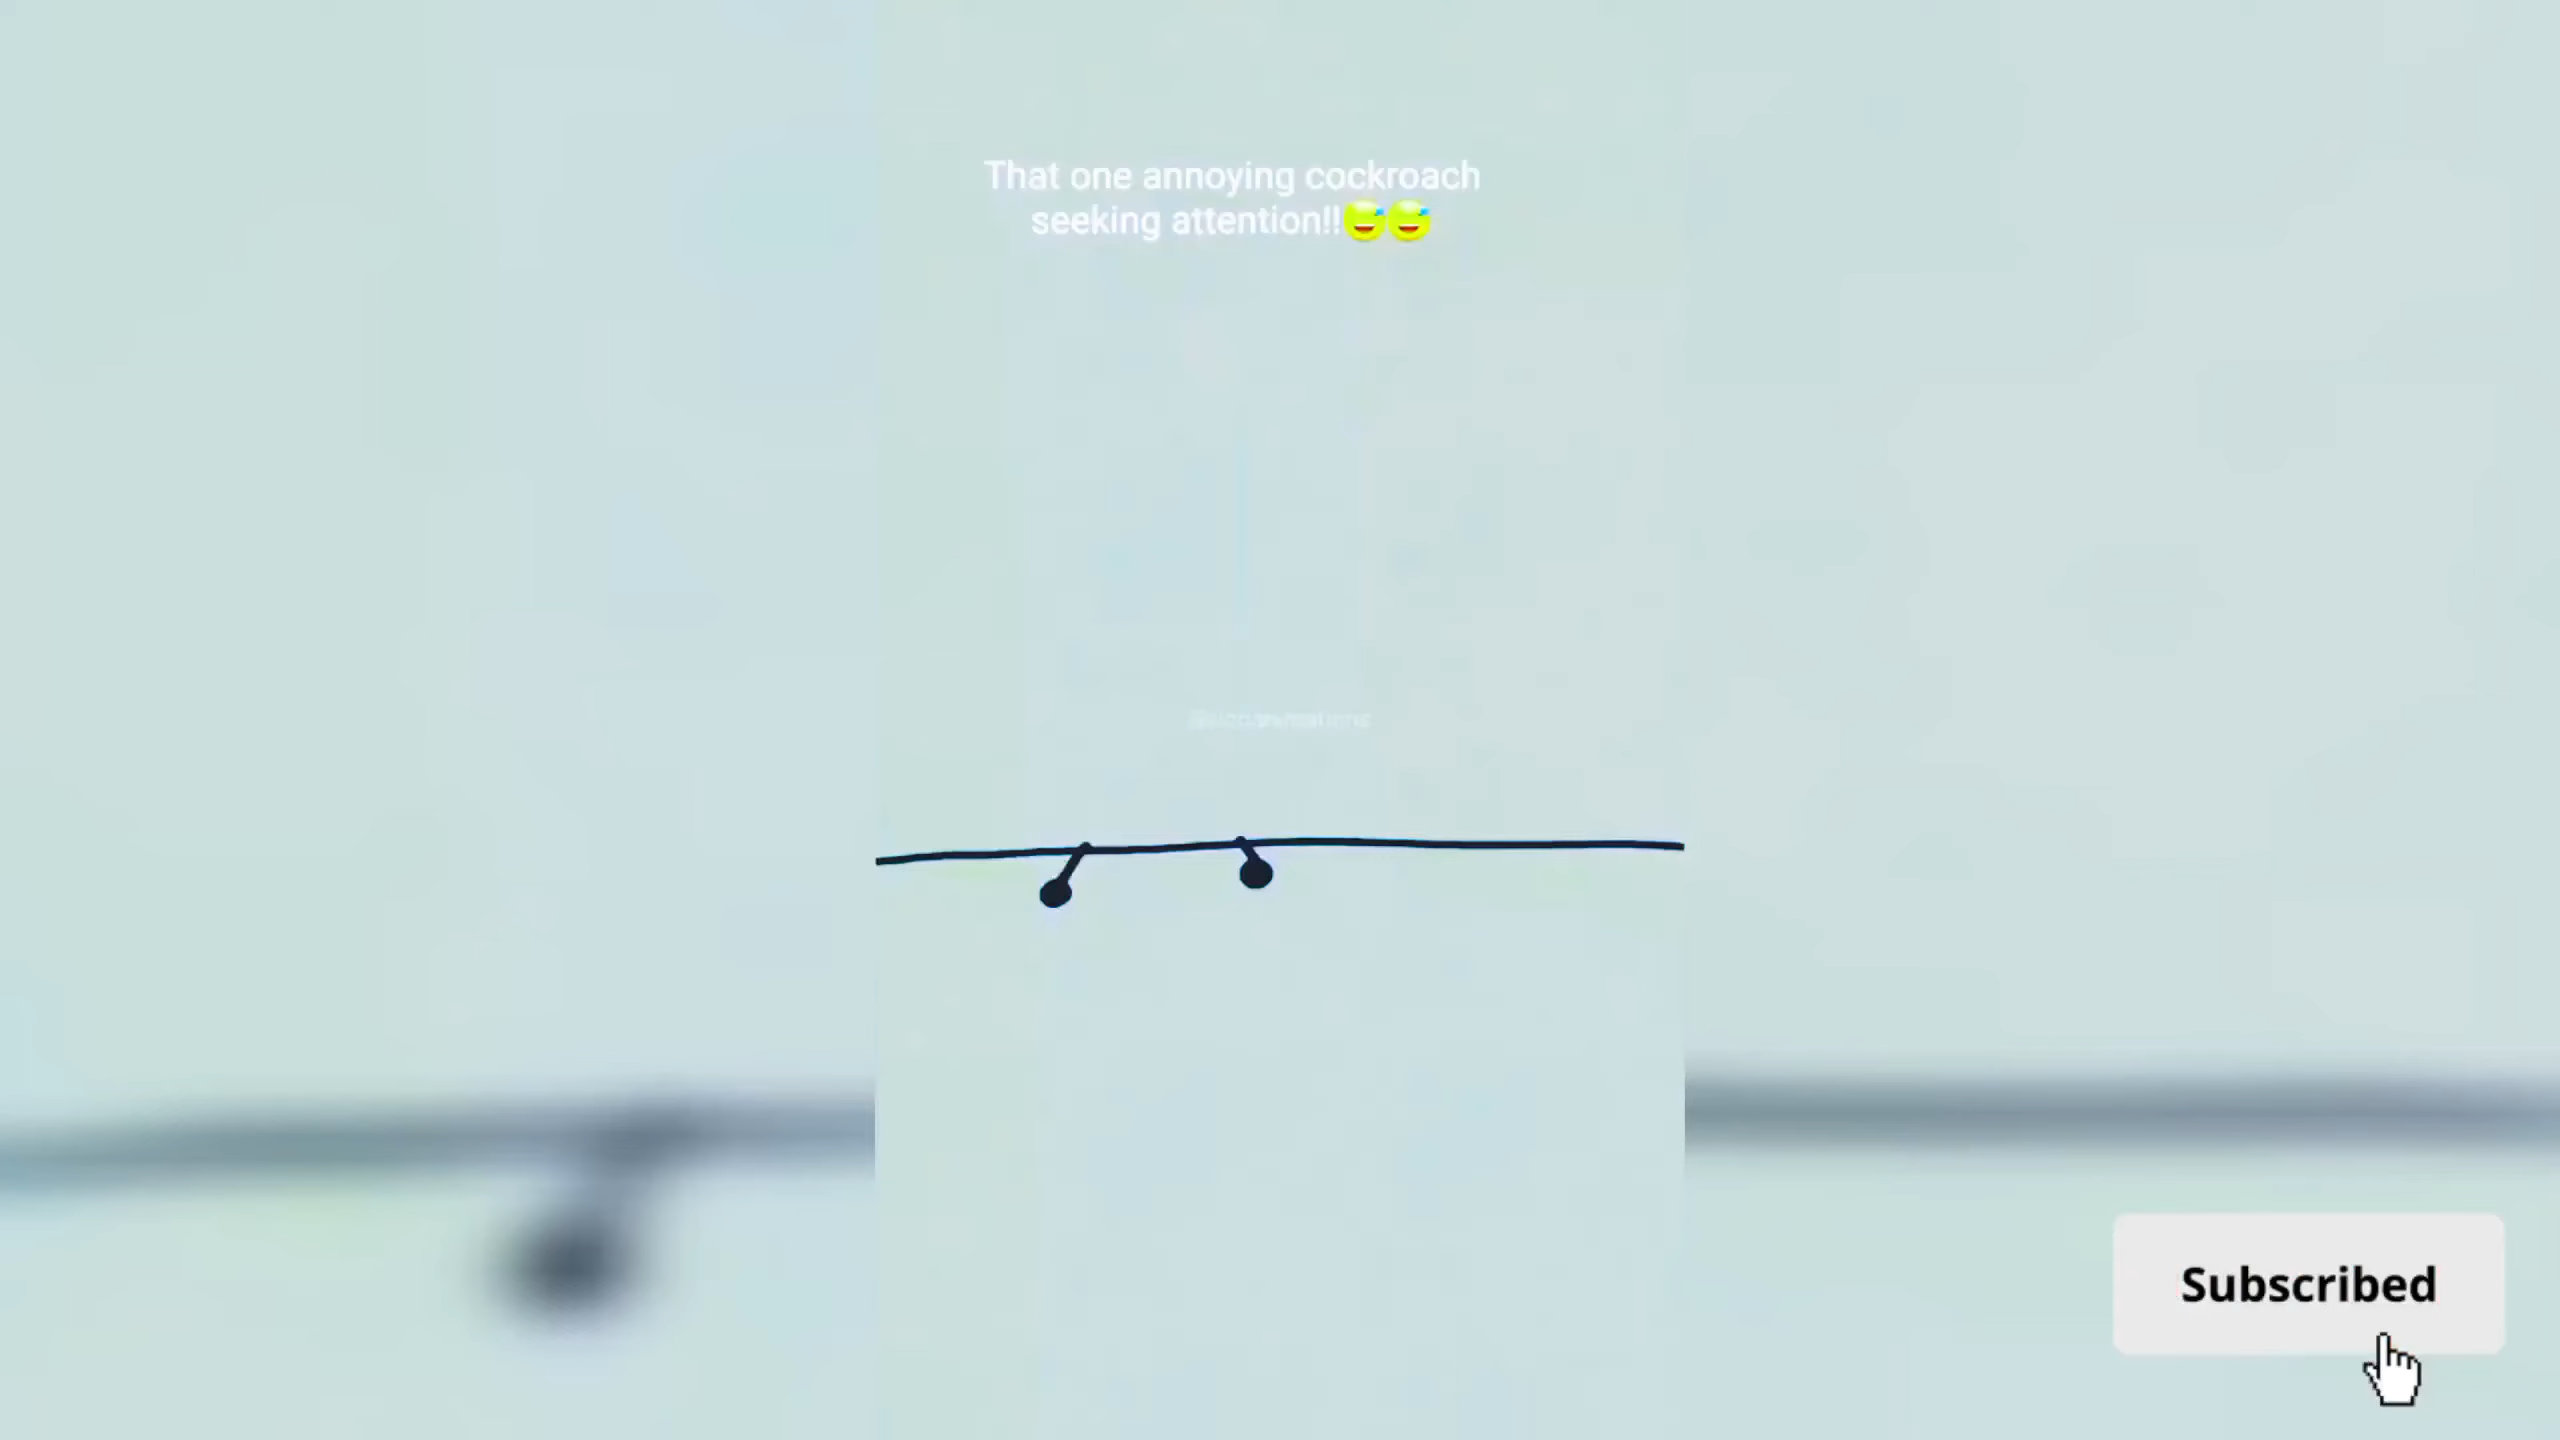 That one annoying cockroach
seeking attention!!😅😅
Subscribed